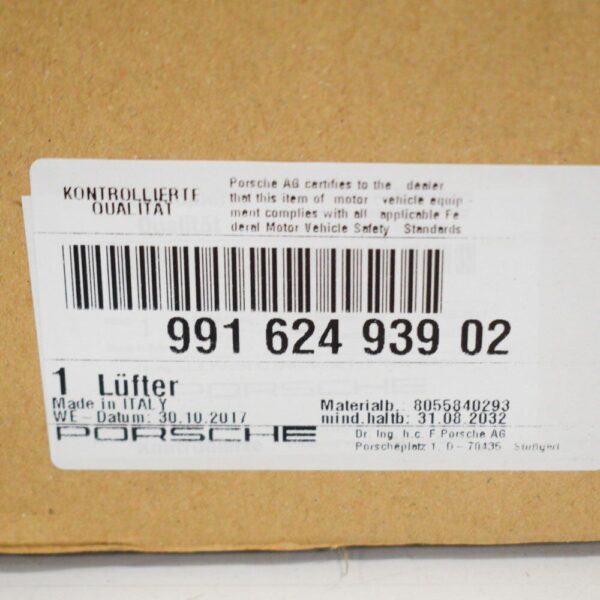 KONTROLLIERTE
QUALITAT
Porsche AG certifies to the dealer
that this item of motor vehicle equip -
ment complies with all applicable Fe
deral Motor Vehicle Safety Standards
991 624 939 02
1 Lüfter
Made in ITALY
WE - Datum: 30.10.2017
Materialb.: 8055840293
mind.haltb: 31.08.2032
PORSCHE
Dr. Ing. h.c. F Porsche AG
Porscheplatz 1, D - 70435 Stuttgart